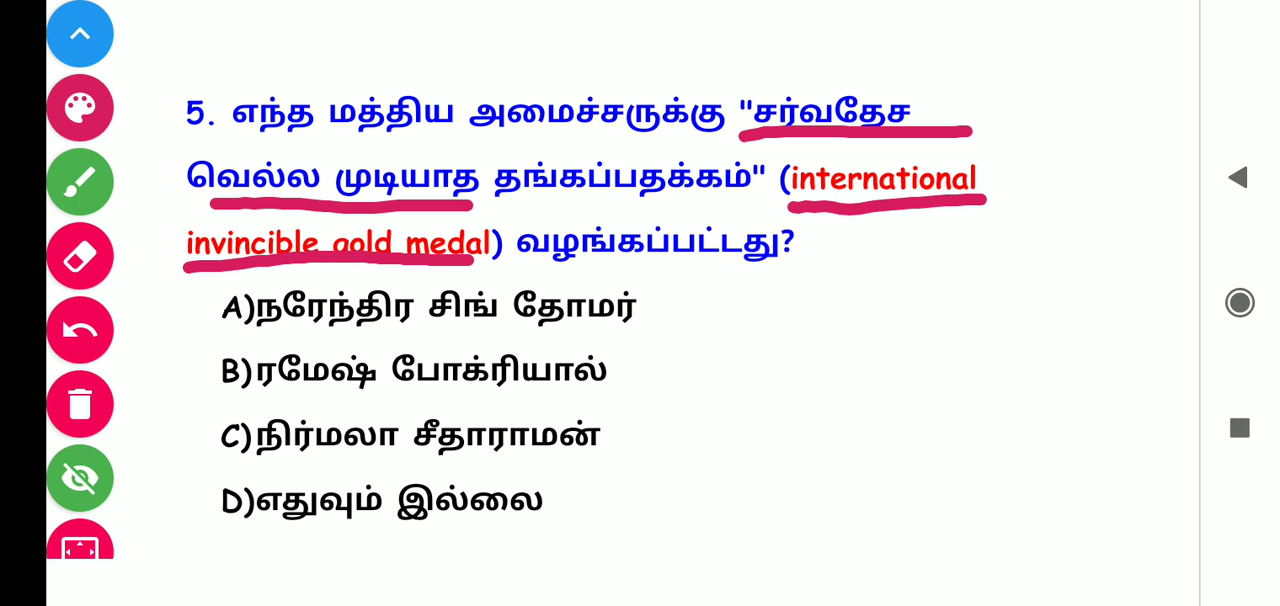 5. எந்த மத்திய அமைச்சருக்கு "சர்வதேச
வெல்ல முடியாத தங்கப்பதக்கம்" (international
invincible gold medal) வழங்கப்பட்டது?
A)நரேந்திர சிங் தோமர்
B)ரமேஷ் போக்ரியால்
C)நிர்மலா சீதாராமன்
D)எதுவும் இல்லை